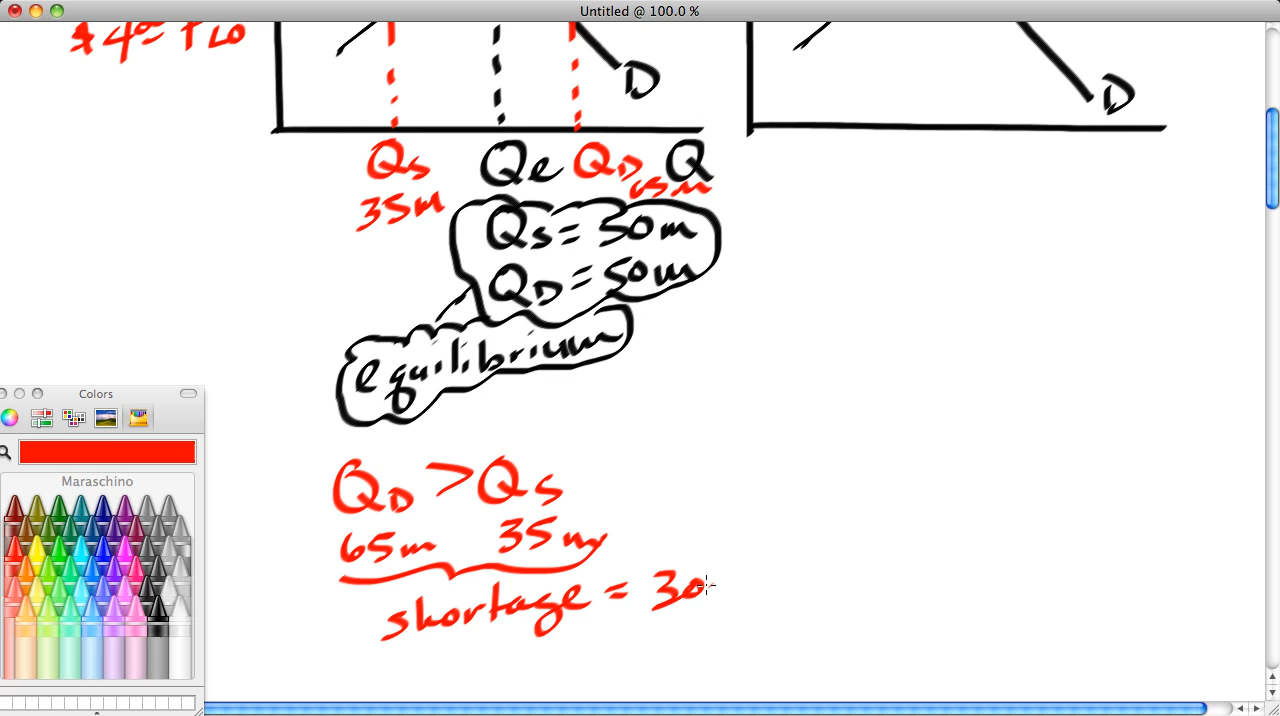 Untitled @ 100.0 %
D
D
Qs Qe QD Q
35m 65m
Qs = 50m
QD = 50m
equilibrium
Colors
Maraschino
QD > Qs
65m 35m
shortage = 30